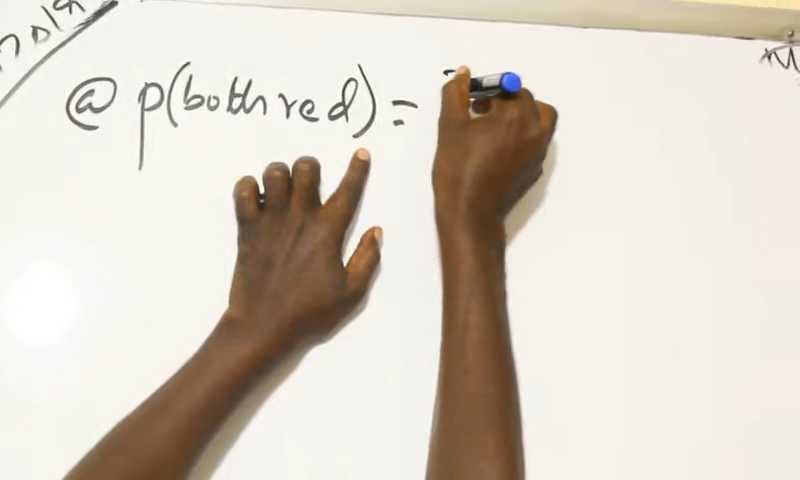 @ p(both red) =